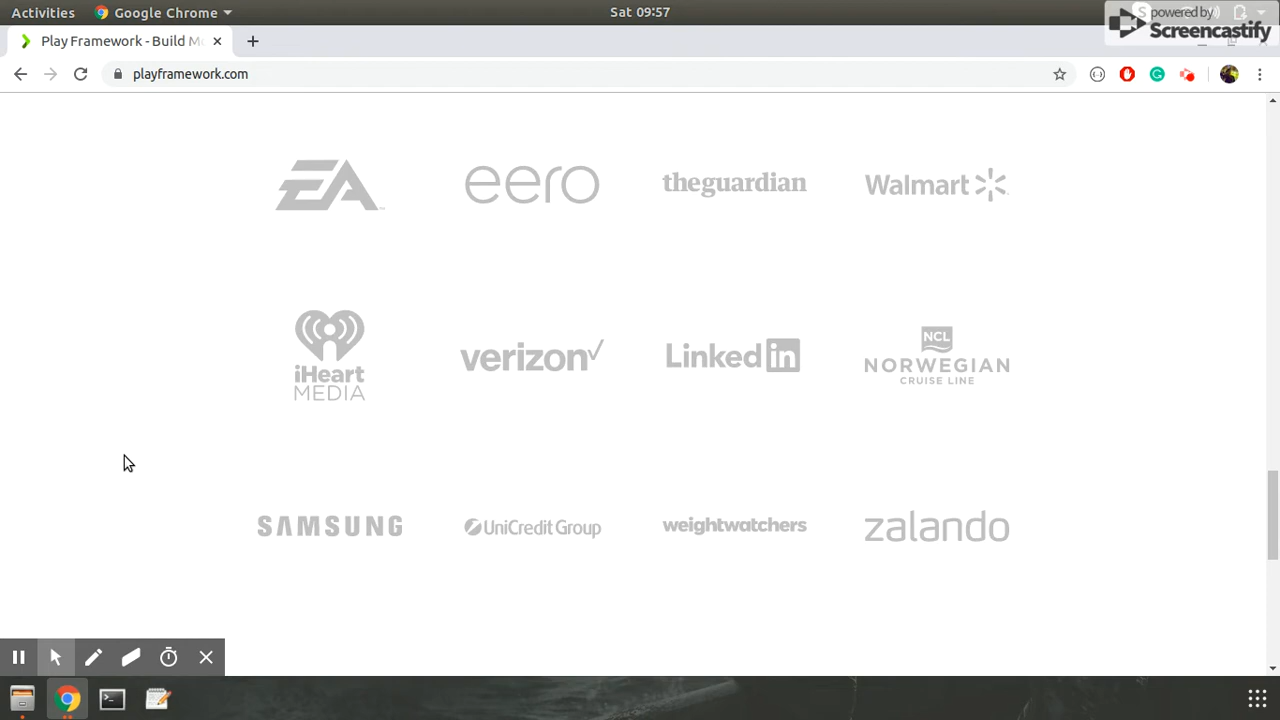 Activities
Google Chrome
Sat 09:57
powered by
Screencastify
Play Framework - Build M
playframework.com
EA
eero
theguardian
Walmart
iHeart
MEDIA
verizon
Linked in
NCL
NORWEGIAN
CRUISE LINE
SAMSUNG
UniCredit Group
weightwatchers
zalando